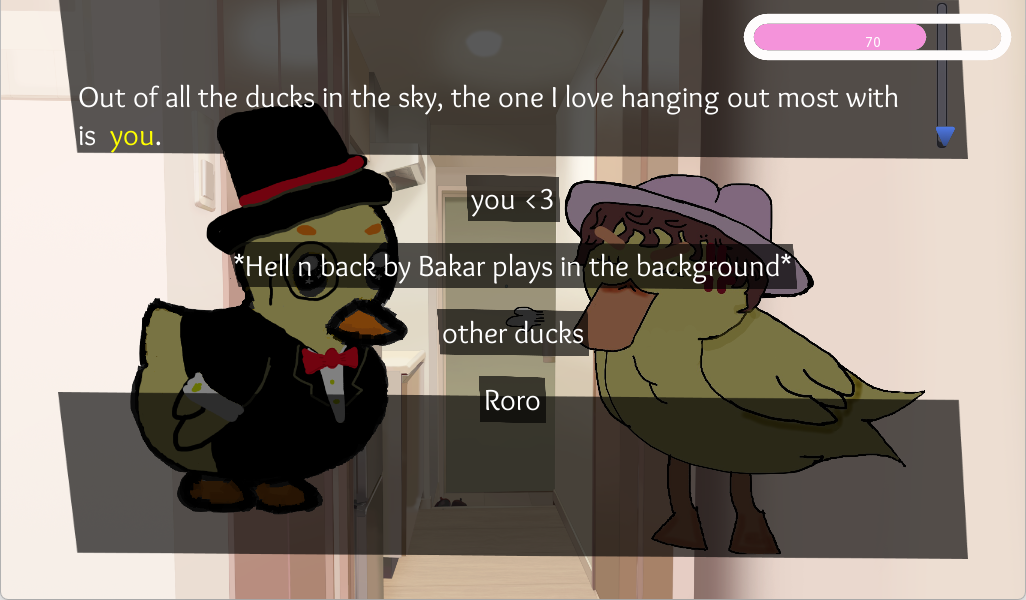 70
Out of all the ducks in the sky, the one I love hanging out most with
is you.
you <3
*Hell n back by Bakar plays in the background*
other ducks
Roro